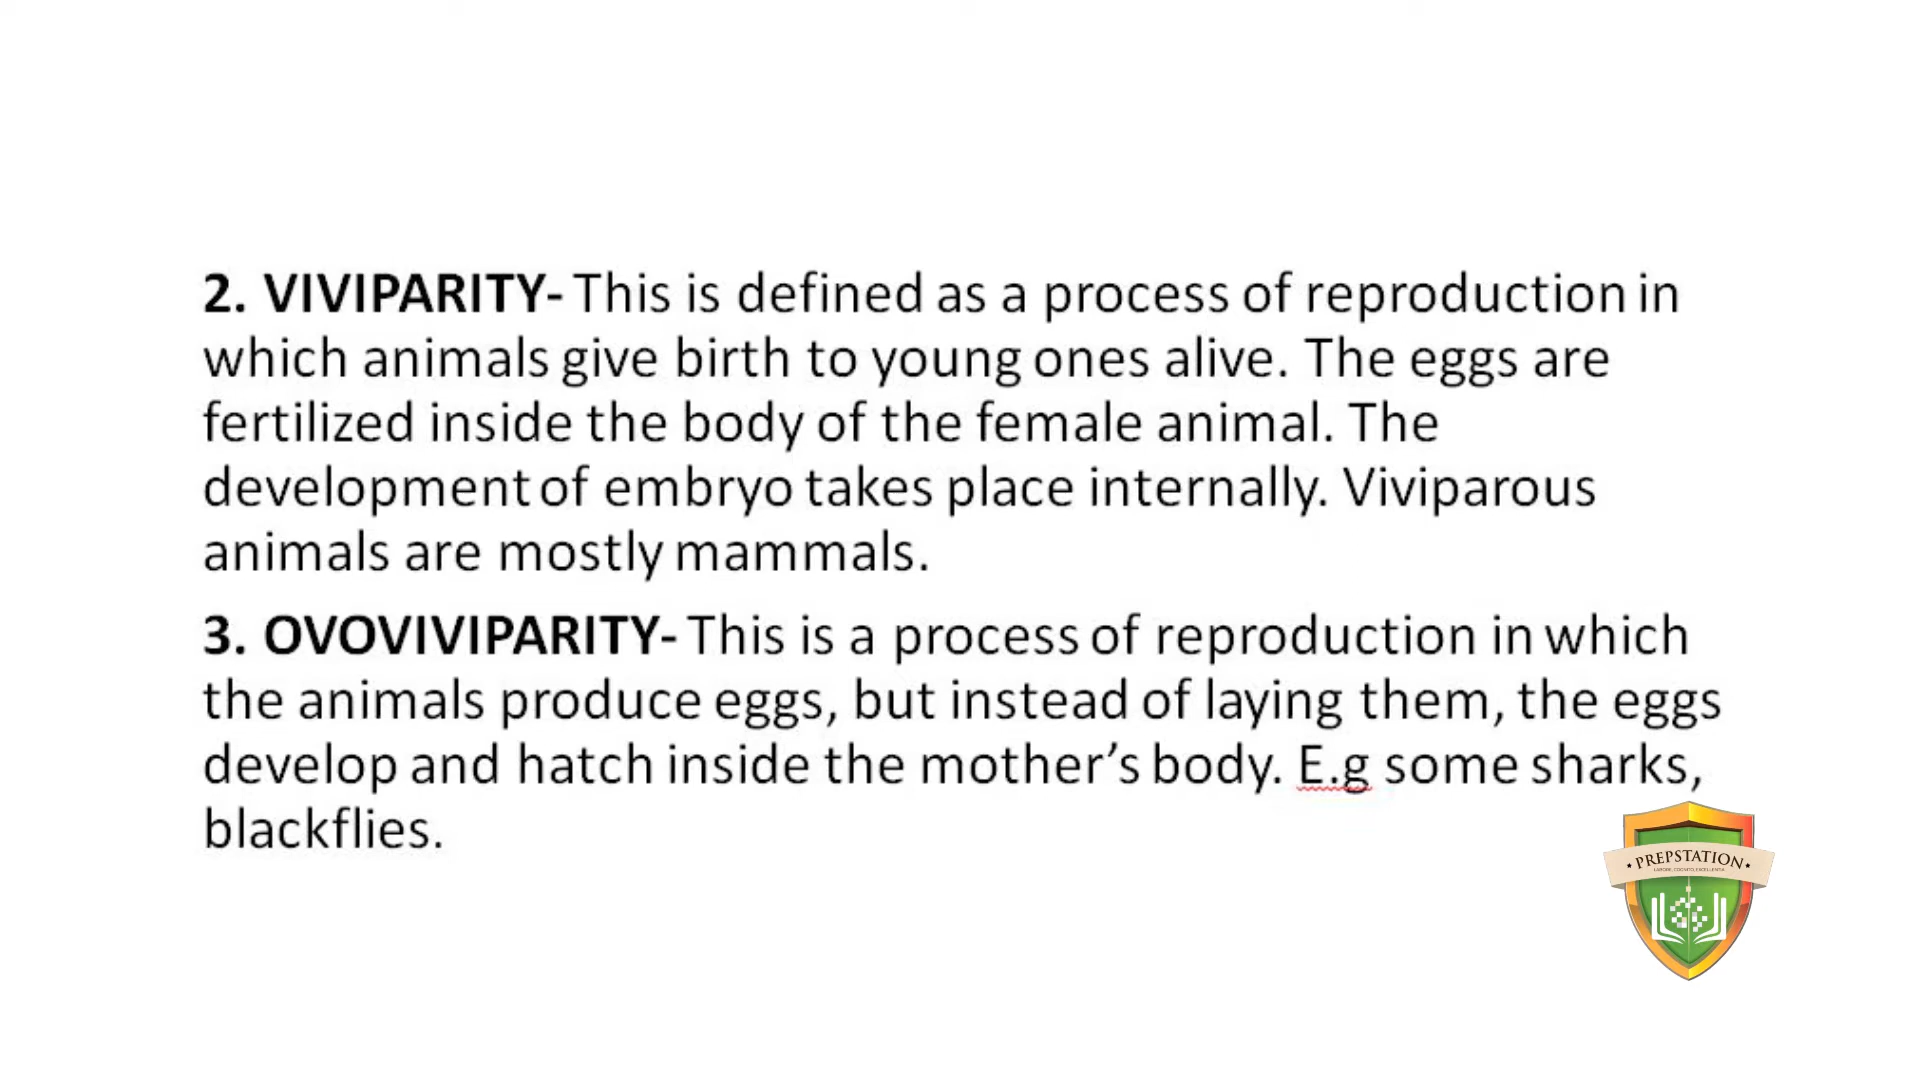 2. VIVIPARITY- This is defined as a process of reproduction in
which animals give birth to young ones alive. The eggs are
fertilized inside the body of the female animal. The
development of embryo takes place internally. Viviparous
animals are mostly mammals.
3. OVOVIVIPARITY- This is a process of reproduction in which
the animals produce eggs, but instead of laying them, the eggs
develop and hatch inside the mother's body. E.g some sharks,
blackflies.
PREPSTATION
LABORE, COGNITO, EXCELLENTIA